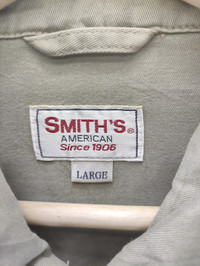 SMITH'S®
AMERICAN
Since 1906
LARGE